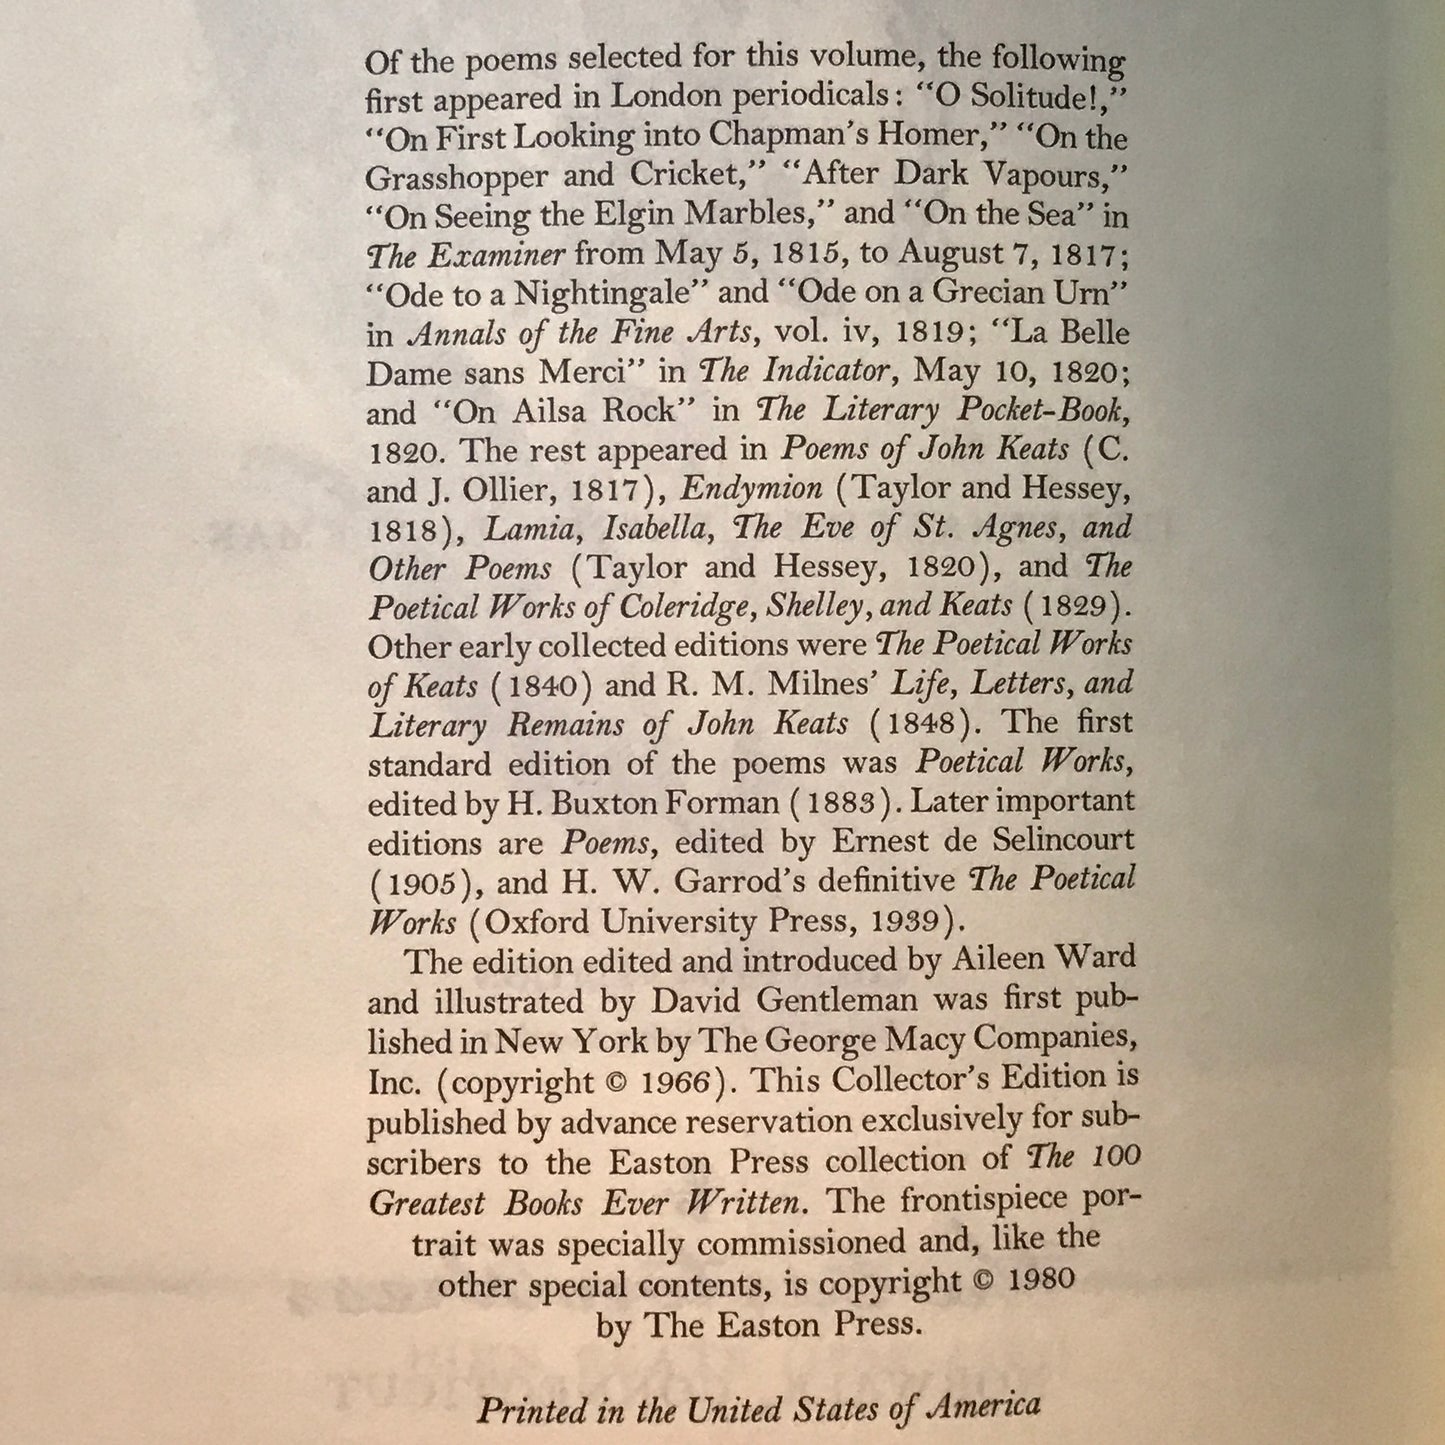 Of the poems selected for this volume, the following
first appeared in London periodicals: “O Solitude!,”
“On First Looking into Chapman’s Homer,” “On the
Grasshopper and Cricket,” “After Dark Vapours,”
“On Seeing the Elgin Marbles,” and “On the Sea” in
The Examiner from May 5, 1815, to August 7, 1817;
“Ode to a Nightingale” and “Ode on a Grecian Urn”
in Annals of the Fine Arts, vol. iv, 1819; “La Belle
Dame sans Merci” in The Indicator, May 10, 1820;
and “On Ailsa Rock” in The Literary Pocket-Book,
1820. The rest appeared in Poems of John Keats (C.
and J. Ollier, 1817), Endymion (Taylor and Hessey,
1818), Lamia, Isabella, The Eve of St. Agnes, and
Other Poems (Taylor and Hessey, 1820), and The
Poetical Works of Coleridge, Shelley, and Keats (1829).
Other early collected editions were The Poetical Works
of Keats (1840) and R. M. Milnes’ Life, Letters, and
Literary Remains of John Keats (1848). The first
standard edition of the poems was Poetical Works,
edited by H. Buxton Forman (1883). Later important
editions are Poems, edited by Ernest de Selincourt
(1905), and H. W. Garrod’s definitive The Poetical
Works (Oxford University Press, 1939).
The edition edited and introduced by Aileen Ward
and illustrated by David Gentleman was first pub-
lished in New York by The George Macy Companies,
Inc. (copyright © 1966). This Collector’s Edition is
published by advance reservation exclusively for sub-
scribers to the Easton Press collection of The 100
Greatest Books Ever Written. The frontispiece por-
trait was specially commissioned and, like the
other special contents, is copyright © 1980
by The Easton Press.
Printed in the United States of America